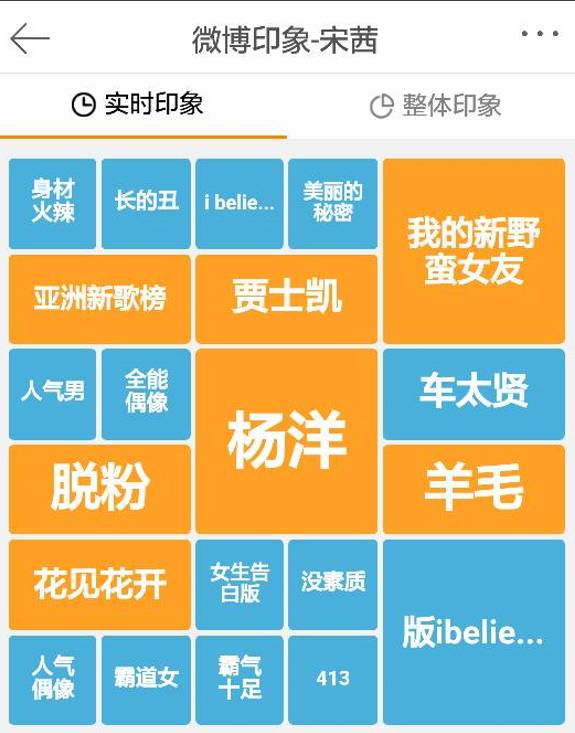 微博印象-宋茜
实时印象
整体印象
身材
火辣
长的丑
i belie...
美丽的
秘密
我的新野
蛮女友
亚洲新歌榜
贾士凯
人气男
全能
偶像
杨洋
车太贤
脱粉
羊毛
花见花开
女生告
白版
没素质
版ibelie...
人气
偶像
霸道女
霸气
十足
413